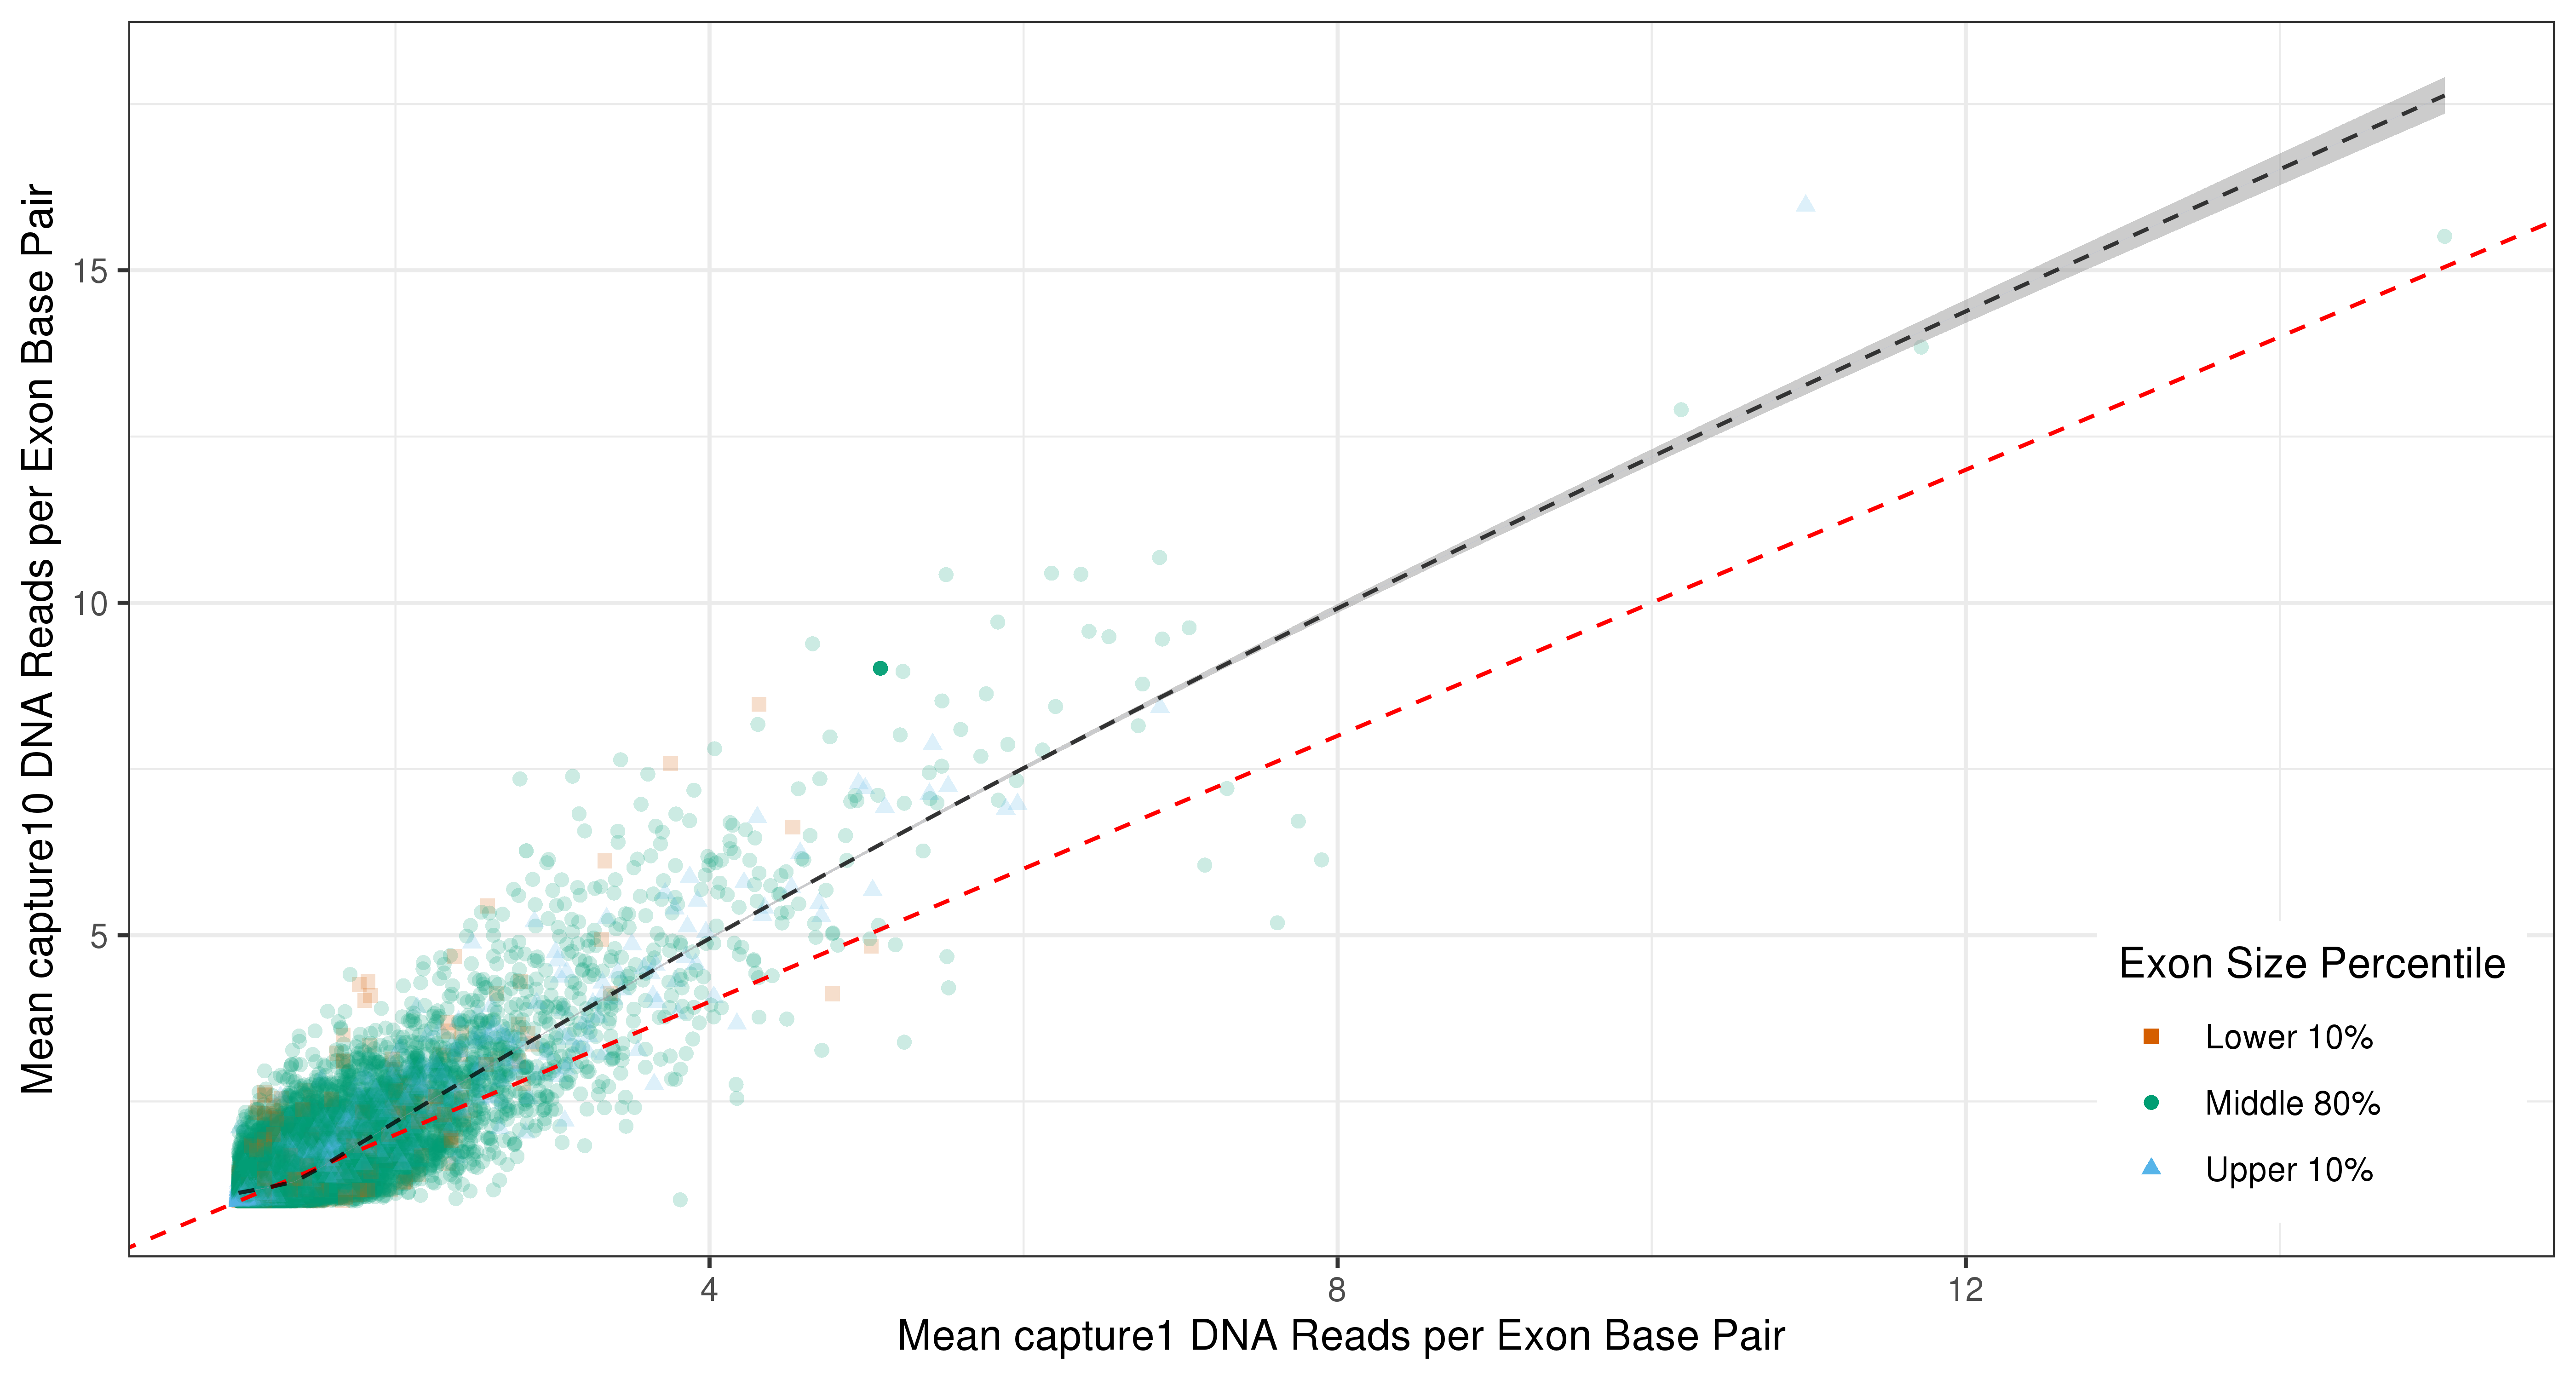 Mean capture10 DNA Reads per Exon Base Pair
15
10
5
4
8
12
Mean capture1 DNA Reads per Exon Base Pair
Exon Size Percentile
Lower 10%
Middle 80%
Upper 10%